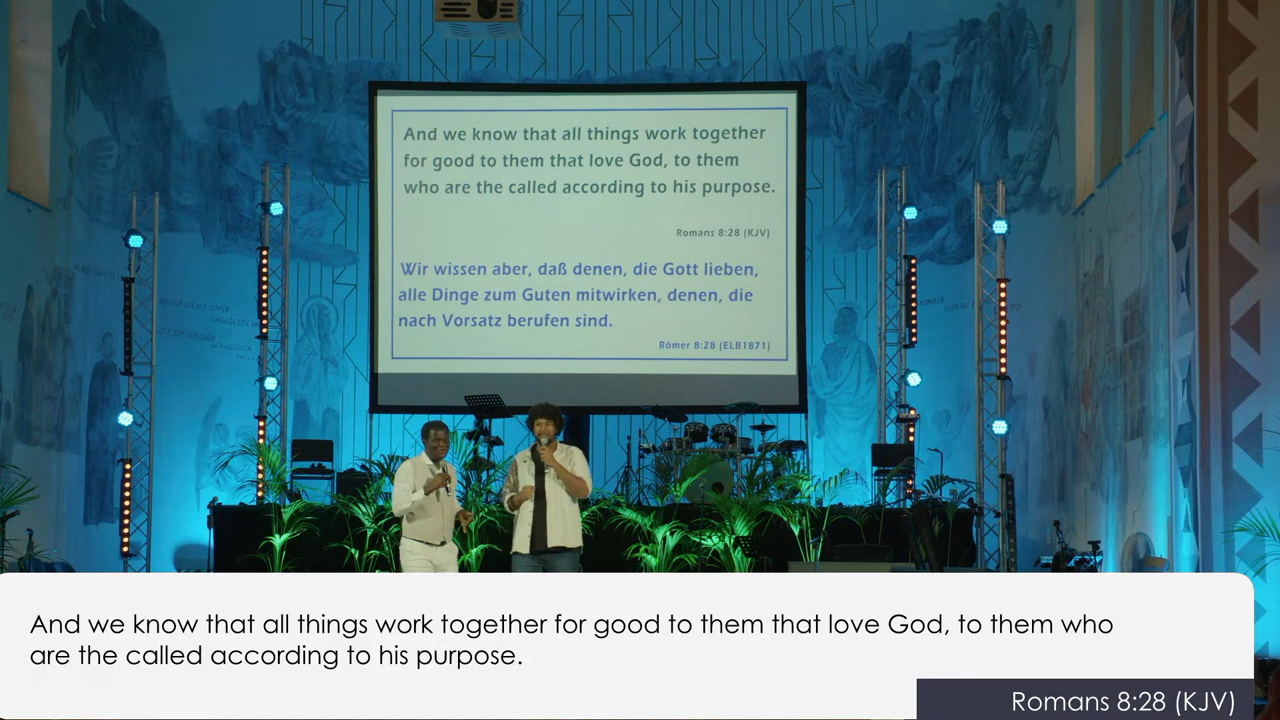 And we know that all things work together
for good to them that love God, to them
who are the called according to his purpose.
Romans 8:28 (KJV)
Wir wissen aber, daß denen, die Gott lieben,
alle Dinge zum Guten mitwirken, denen, die
nach Vorsatz berufen sind.
Römer 8:28 (ELB1871)
And we know that all things work together for good to them that love God, to them who
are the called according to his purpose.
Romans 8:28 (KJV)